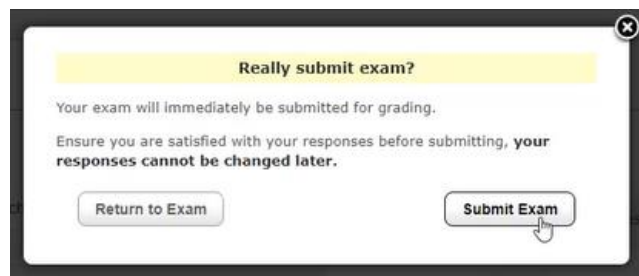 Really submit exam?
Your exam will immediately be submitted for grading.
Ensure you are satisfied with your responses before submitting, your
responses cannot be changed later.
Return to Exam
Submit Exam